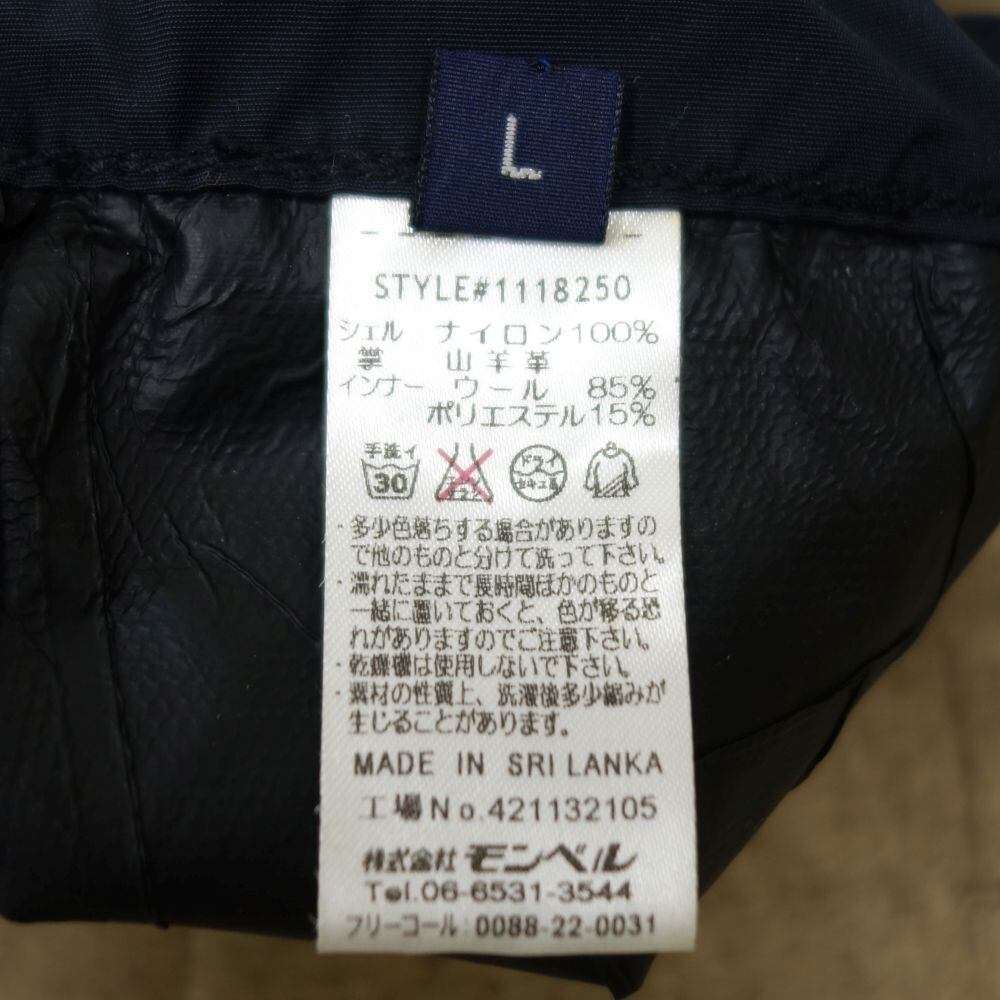 L
STYLE#1118250
シェル ナイロン100%
掌 山羊革
インナー ウール 85%
ポリエステル15%
手洗イ
30
ドライ
セキユ系
・多少色落ちする場合がありますの
で他のものと分けて洗って下さい。
・濡れたままで長時間ほかのものと
一緒に置いておくと、色が移る恐
れがありますのでご注意下さい。
・乾燥機は使用しないで下さい。
・素材の性質上、洗濯後多少縮みが
生じることがあります。
MADE IN SRI LANKA
工場No.421132105
株式会社 モンベル
Tel.06-6531-3544
フリーコール:0088-22-0031